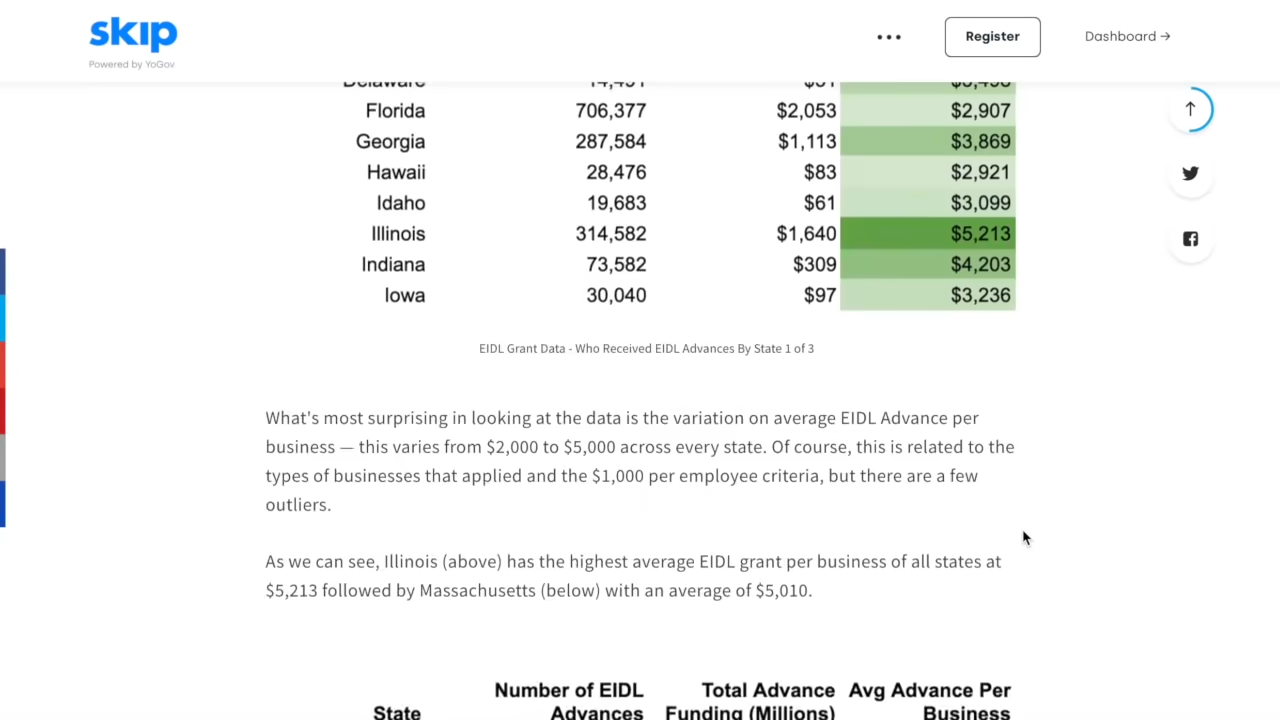 skip
Powered by YoGov
•••
Register
Dashboard →
Delaware 14,491 $51 $3,498
Florida 706,377 $2,053 $2,907
Georgia 287,584 $1,113 $3,869
Hawaii 28,476 $83 $2,921
Idaho 19,683 $61 $3,099
Illinois 314,582 $1,640 $5,213
Indiana 73,582 $309 $4,203
Iowa 30,040 $97 $3,236
EIDL Grant Data - Who Received EIDL Advances By State 1 of 3
What's most surprising in looking at the data is the variation on average EIDL Advance per
business — this varies from $2,000 to $5,000 across every state. Of course, this is related to the
types of businesses that applied and the $1,000 per employee criteria, but there are a few
outliers.
As we can see, Illinois (above) has the highest average EIDL grant per business of all states at
$5,213 followed by Massachusetts (below) with an average of $5,010.
Number of EIDL Total Advance Avg Advance Per
State Advances Funding (Millions) Business